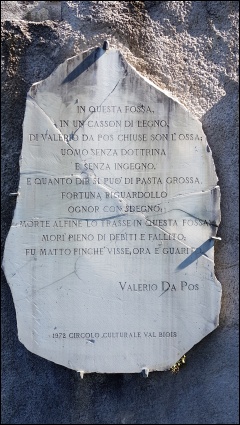 IN QUESTA FOSSA,
IN UN CASSON DI LEGNO,
DI VALERIO DA POS CHIUSE SON L'OSSA;
UOMO SENZA DOTTRINA
E SENZA INGEGNO,
E QUANTO DIR SI PUÒ DI PASTA GROSSA.
FORTUNA RIGUARDOLLO
OGNOR CON SDEGNO;
MORTE ALFINE LO TRASSE IN QUESTA FOSSA.
MORÌ PIENO DI DEBITI E FALLITO;
FU MATTO FINCHÈ VISSE, ORA È GUARITO.
VALERIO DA POS
1972 CIRCOLO CULTURALE VAL BIOIS